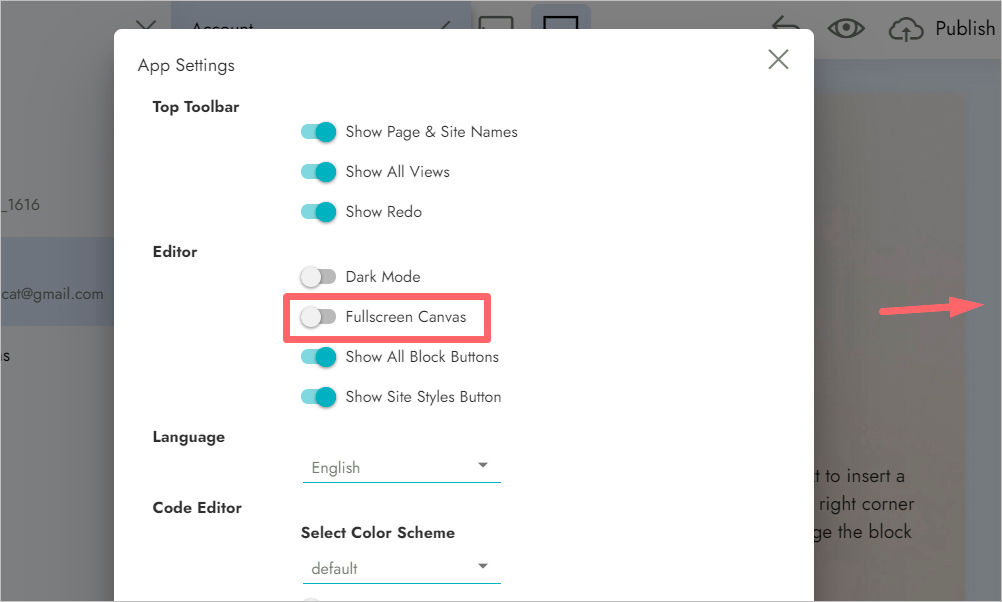 Account
Publish
App Settings
Top Toolbar
Show Page & Site Names
Show All Views
Show Redo
_1616
Editor
Dark Mode
cat@gmail.com
Fullscreen Canvas
Show All Block Buttons
Show Site Styles Button
Language
English
to insert a
Code Editor
right corner
Select Color Scheme
the block
default